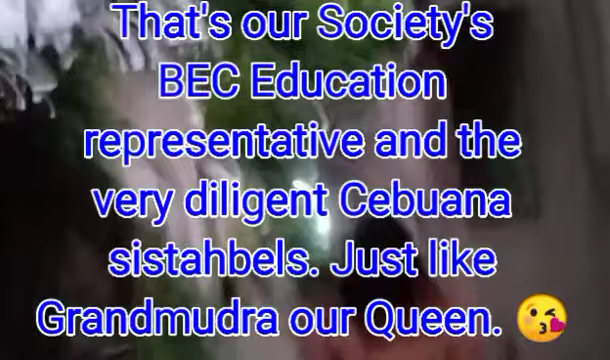 That's our Society's
BEC Education
representative and the
very diligent Cebuana
sistahbels. Just like
Grandmudra our Queen. 😘